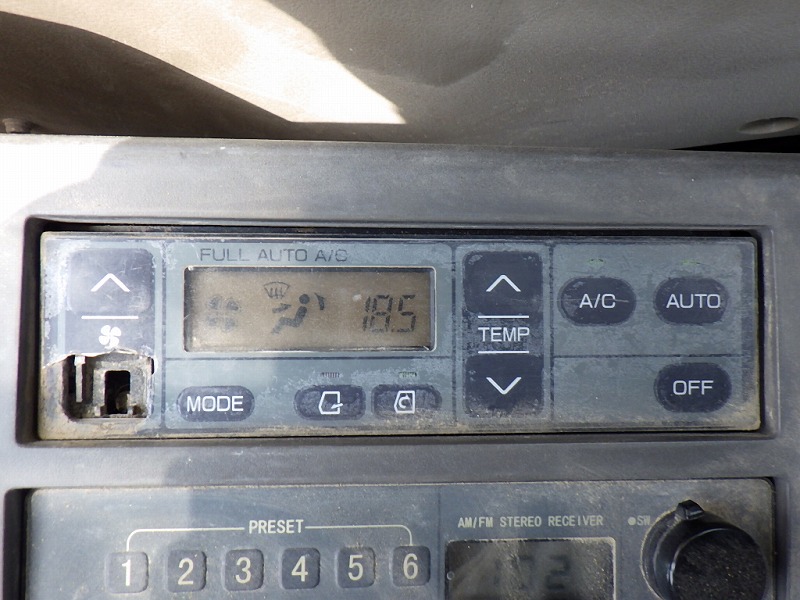 FULL AUTO A/C
18.5
TEMP
A/C
AUTO
MODE
OFF
PRESET
AM/FM STEREO RECEIVER
SW
1 2 3 4 5 6